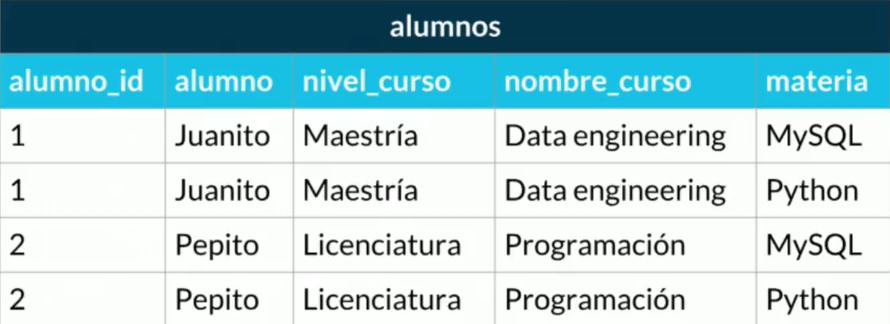 alumnos
alumno_id alumno nivel_curso nombre_curso materia
1 Juanito Maestría Data engineering MySQL
1 Juanito Maestría Data engineering Python
2 Pepito Licenciatura Programación MySQL
2 Pepito Licenciatura Programación Python